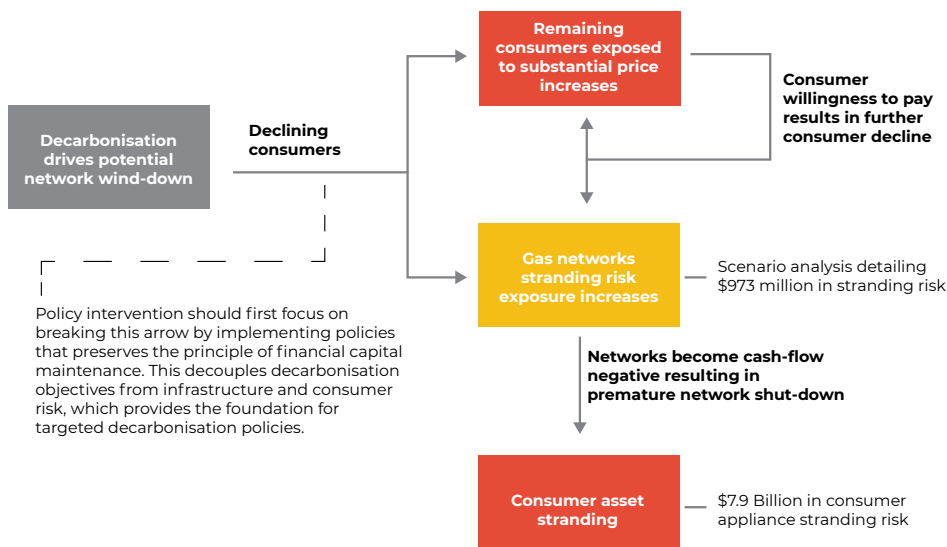 Remaining
consumers exposed
to substantial price
increases
Consumer
willingness to pay
results in further
consumer decline
Declining
consumers
Decarbonisation
drives potential
network wind-down
Gas networks
stranding risk
exposure increases
Scenario analysis detailing
$973 million in stranding risk
Policy intervention should first focus on
breaking this arrow by implementing policies
that preserves the principle of financial capital
maintenance. This decouples decarbonisation
objectives from infrastructure and consumer
risk, which provides the foundation for
targeted decarbonisation policies.
Networks become cash-flow
negative resulting in
premature network shut-down
Consumer asset
stranding
$7.9 Billion in consumer
appliance stranding risk